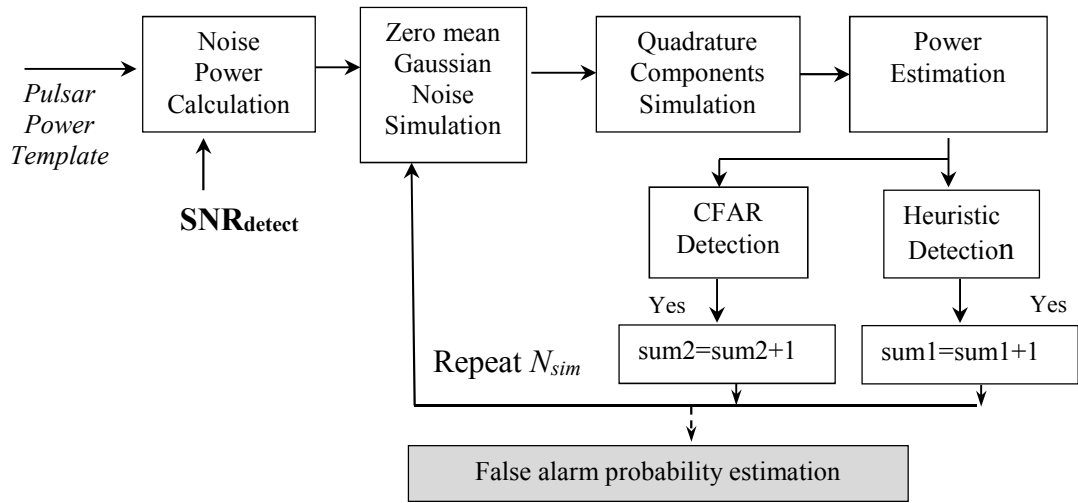 Pulsar
Power
Template
Noise
Power
Calculation
SNRdetect
Zero mean
Gaussian
Noise
Simulation
Quadrature
Components
Simulation
Power
Estimation
CFAR
Detection
Heuristic
Detection
Yes
Yes
sum2=sum2+1
sum1=sum1+1
Repeat Nsim
False alarm probability estimation